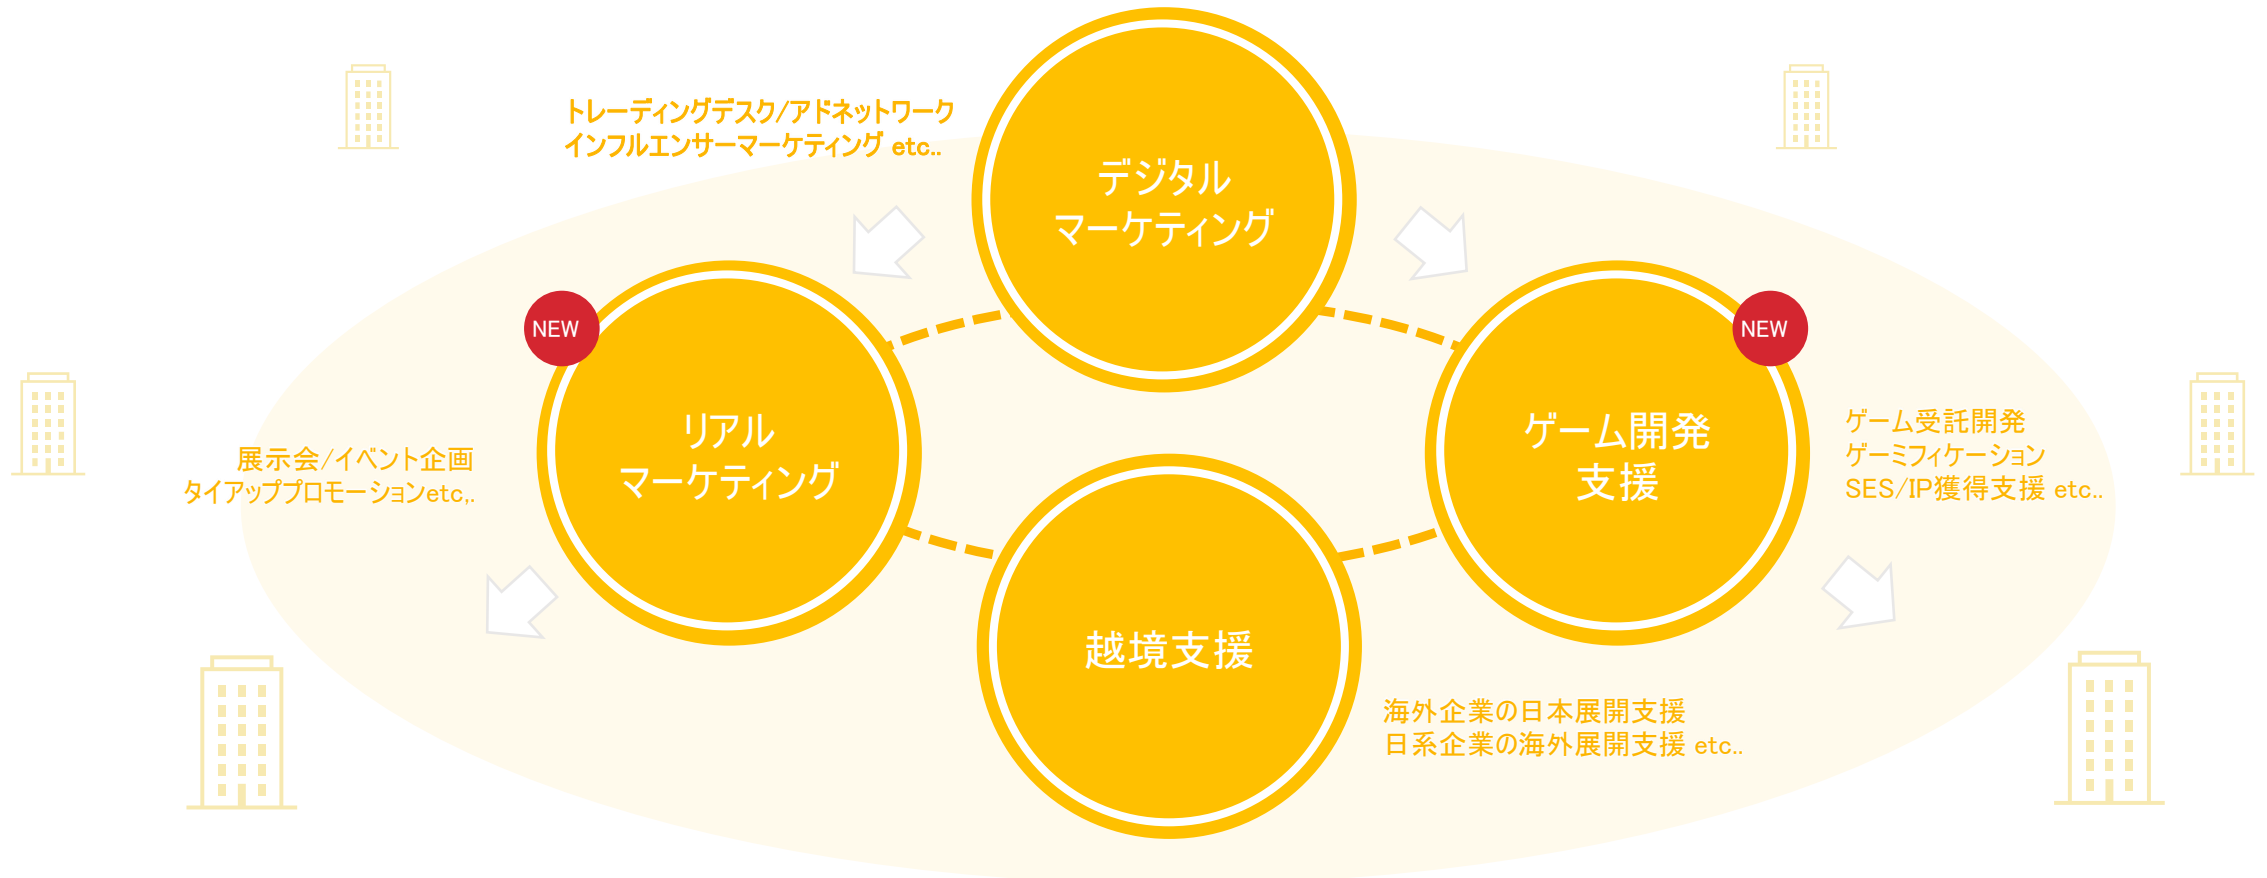 トレーディングデスク/アドネットワーク
インフルエンサーマーケティング etc..
デジタル
マーケティング
NEW
リアル
マーケティング
展示会/イベント企画
タイアッププロモーションetc,.
NEW
ゲーム開発
支援
ゲーム受託開発
ゲーミフィケーション
SES/IP獲得支援 etc..
越境支援
海外企業の日本展開支援
日系企業の海外展開支援 etc..